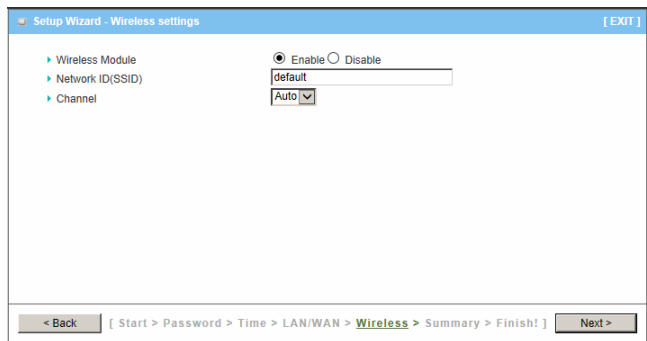 Setup Wizard - Wireless settings [ EXIT ]
Wireless Module Enable Disable
Network ID(SSID) default
Channel Auto
< Back [ Start > Password > Time > LAN/WAN > Wireless > Summary > Finish! ] Next >